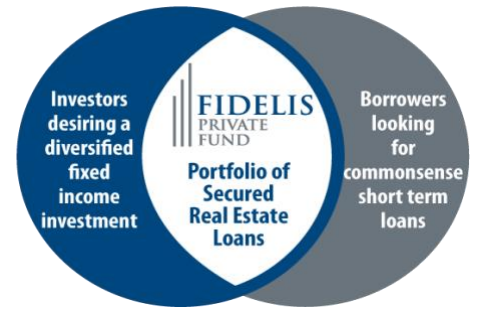 Investors
desiring a
diversified
fixed
income
investment
FIDELIS
PRIVATE
FUND
Portfolio of
Secured
Real Estate
Loans
Borrowers
looking
for
commonsense
short term
loans